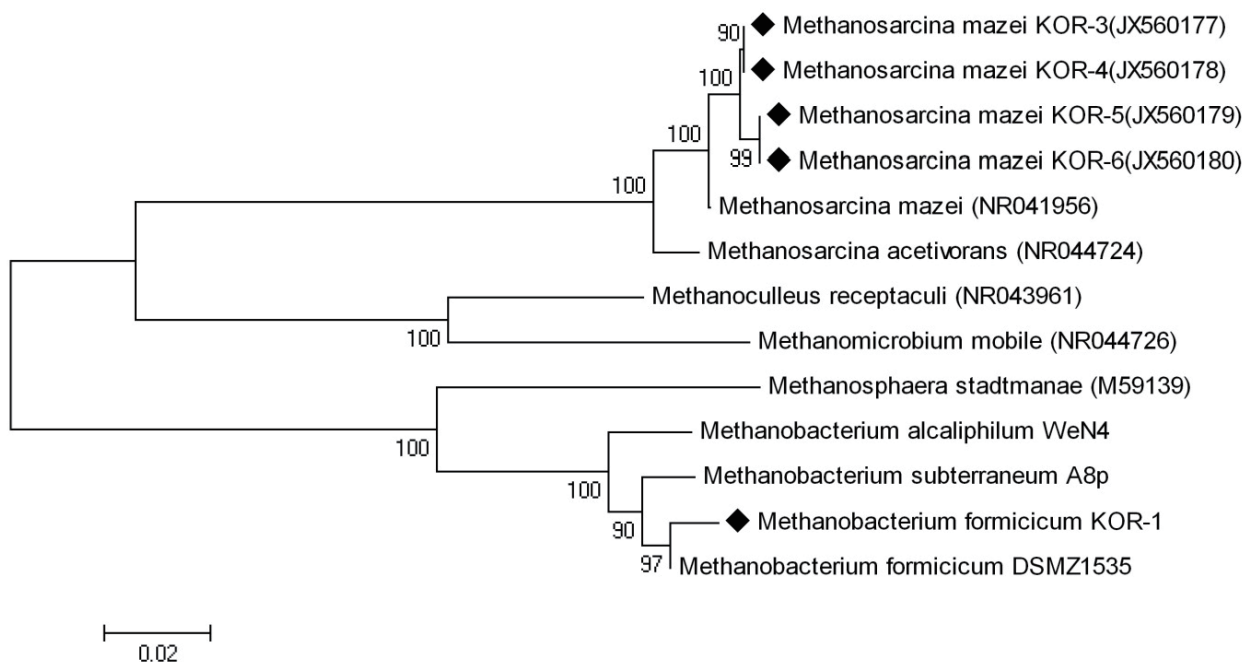 90 ◆ Methanosarcina mazei KOR-3(JX560177)
100 ◆ Methanosarcina mazei KOR-4(JX560178)
100 ◆ Methanosarcina mazei KOR-5(JX560179)
99 ◆ Methanosarcina mazei KOR-6(JX560180)
100 Methanosarcina mazei (NR041956)
Methanosarcina acetivorans (NR044724)
Methanoculleus receptaculi (NR043961)
100 Methanomicrobium mobile (NR044726)
Methanosphaera stadtmanae (M59139)
100 Methanobacterium alcaliphilum WeN4
100 Methanobacterium subterraneum A8p
90 ◆ Methanobacterium formicicum KOR-1
97 Methanobacterium formicicum DSMZ1535
0.02